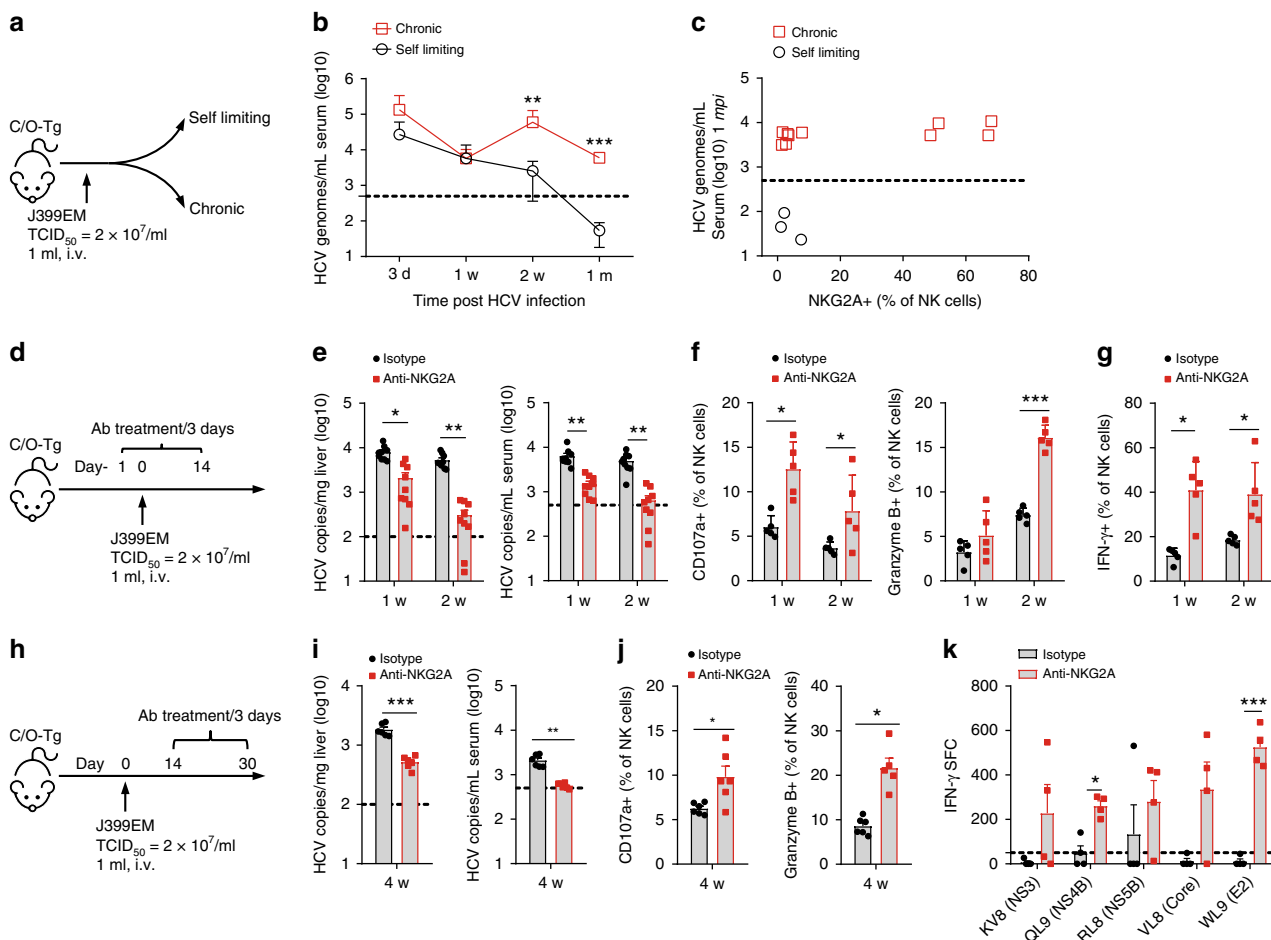 a
C/O-Tg
Self limiting
Chronic
J399EM
TCID50 = 2 × 10⁷/ml
1 ml, i.v.
b
Chronic
Self limiting
HCV genomes/mL serum (log10)
6
5
4
3
2
1
**
***
3 d
1 w
2 w
1 m
Time post HCV infection
c
Chronic
Self limiting
HCV genomes/mL
Serum (log10) 1 mpi
6
5
4
3
2
1
0
20
40
60
80
NKG2A+ (% of NK cells)
d
C/O-Tg
Ab treatment/3 days
Day- 1 0 14
J399EM
TCID50 = 2 × 10⁷/ml
1 ml, i.v.
e
Isotype
Anti-NKG2A
HCV copies/mg liver (log10)
5
4
3
2
1
*
**
1 w
2 w
HCV copies/mL serum (log10)
5
4
3
2
1
**
**
1 w
2 w
f
Isotype
Anti-NKG2A
CD107a+ (% of NK cells)
20
15
10
5
0
*
*
1 w
2 w
Granzyme B+ (% of NK cells)
20
15
10
5
0
***
1 w
2 w
g
Isotype
Anti-NKG2A
IFN-γ+ (% of NK cells)
80
60
40
20
0
*
*
1 w
2 w
h
C/O-Tg
Ab treatment/3 days
Day 0 14 30
J399EM
TCID50 = 2 × 10⁷/ml
1 ml, i.v.
i
Isotype
Anti-NKG2A
HCV copies/mg liver (log10)
4
3
2
1
***
4 w
HCV copies/mL serum (log10)
5
4
3
2
1
**
4 w
j
Isotype
Anti-NKG2A
CD107a+ (% of NK cells)
20
15
10
5
0
*
4 w
Granzyme B+ (% of NK cells)
40
30
20
10
0
*
4 w
k
Isotype
Anti-NKG2A
IFN-γ SFC
800
600
400
200
0
*
***
KV8 (NS3)
QL9 (NS4B)
RL8 (NS5B)
VL8 (Core)
WL9 (E2)